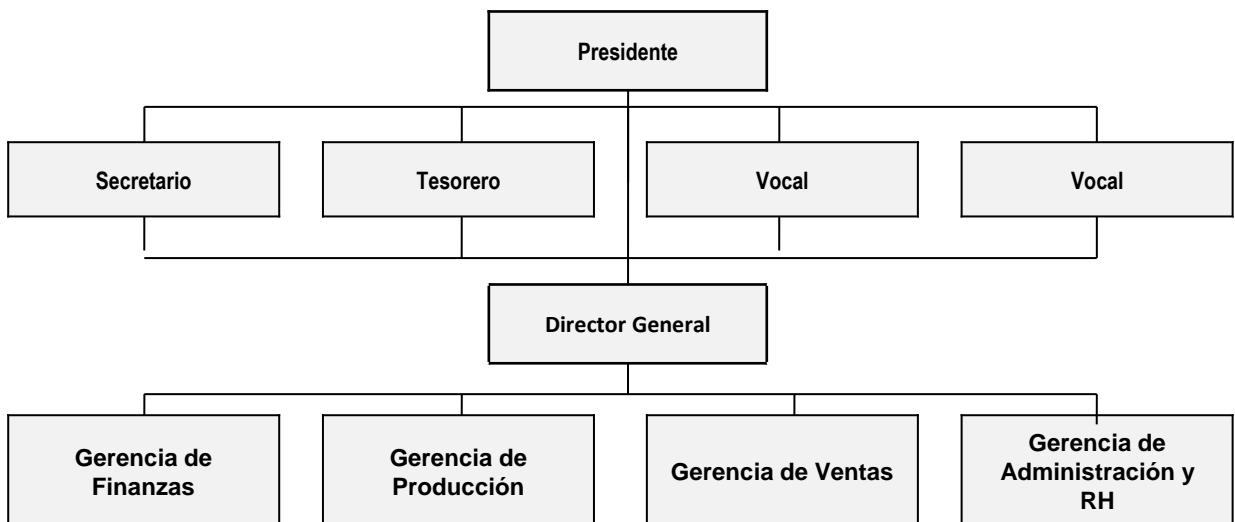 Presidente
Secretario
Tesorero
Vocal
Vocal
Director General
Gerencia de
Finanzas
Gerencia de
Producción
Gerencia de Ventas
Gerencia de
Administración y
RH